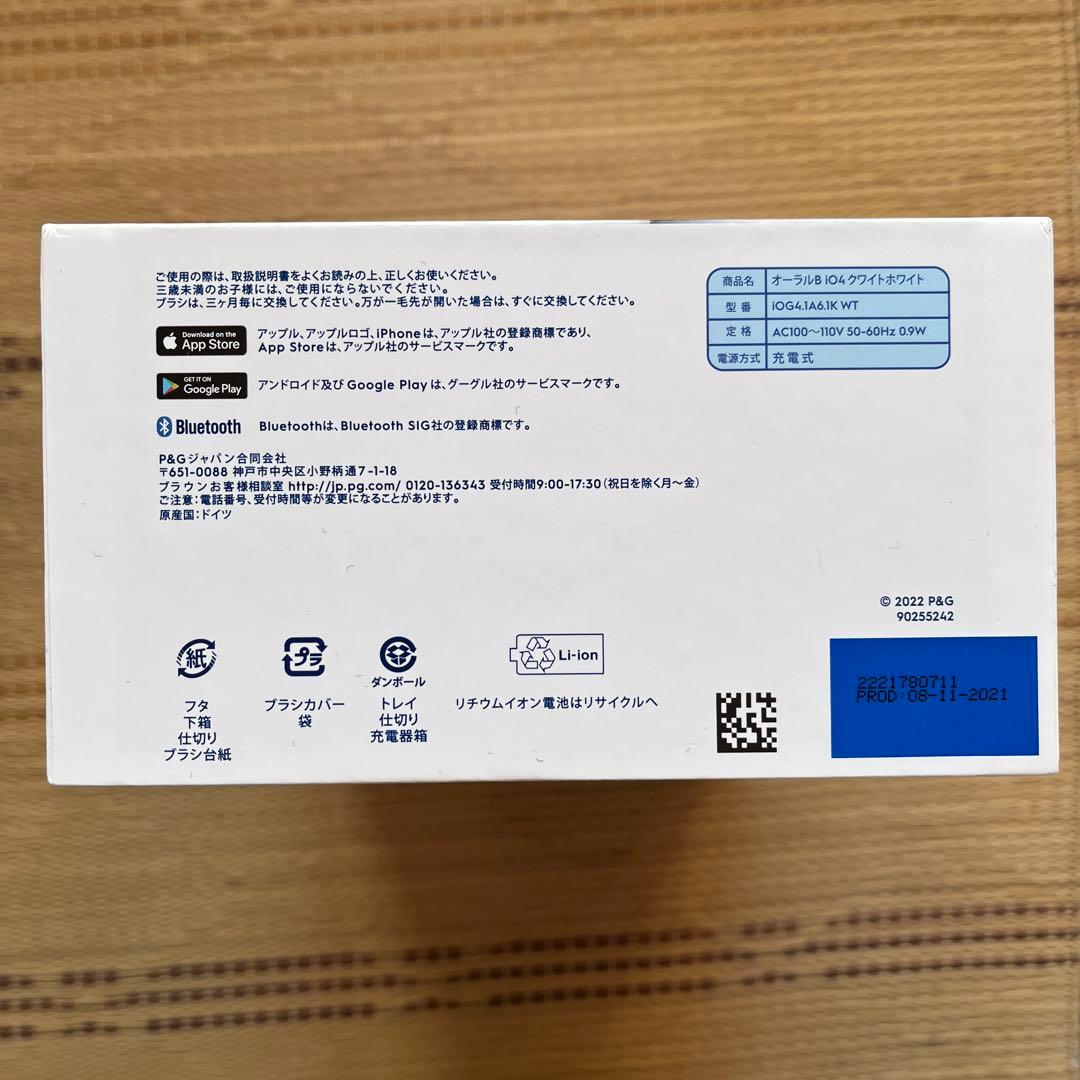 ご使用の際は、取扱説明書をよくお読みの上、正しくお使いください。
三歳未満のお子様には、ご使用にならないでください。
ブラシは、三ヶ月毎に交換してください。万が一毛先が開いた場合は、すぐに交換してください。
Download on the
App Store
アップル、アップルロゴ、iPhoneは、アップル社の登録商標であり、
App Storeは、アップル社のサービスマークです。
GET IT ON
Google Play
アンドロイド及び Google Play は、グーグル社のサービスマークです。
Bluetooth
Bluetoothは、Bluetooth SIG社の登録商標です。
P&Gジャパン合同会社
〒651-0088 神戸市中央区小野柄通7-1-18
ブラウンお客様相談室 http://jp.pg.com/ 0120-136343 受付時間9:00-17:30(祝日を除く月〜金)
ご注意:電話番号、受付時間等が変更になることがあります。
原産国:ドイツ
商品名 オーラルB iO4 クワイトホワイト
型番 iOG4.1A6.1K WT
定格 AC100〜110V 50-60Hz 0.9W
電源方式 充電式
© 2022 P&G
90255242
2221780711
PROD:08-11-2021
紙
フタ
下箱
仕切り
ブラシ台紙
プラ
ブラシカバー
袋
ダンボール
トレイ
仕切り
充電器箱
Li-ion
リチウムイオン電池はリサイクルへ